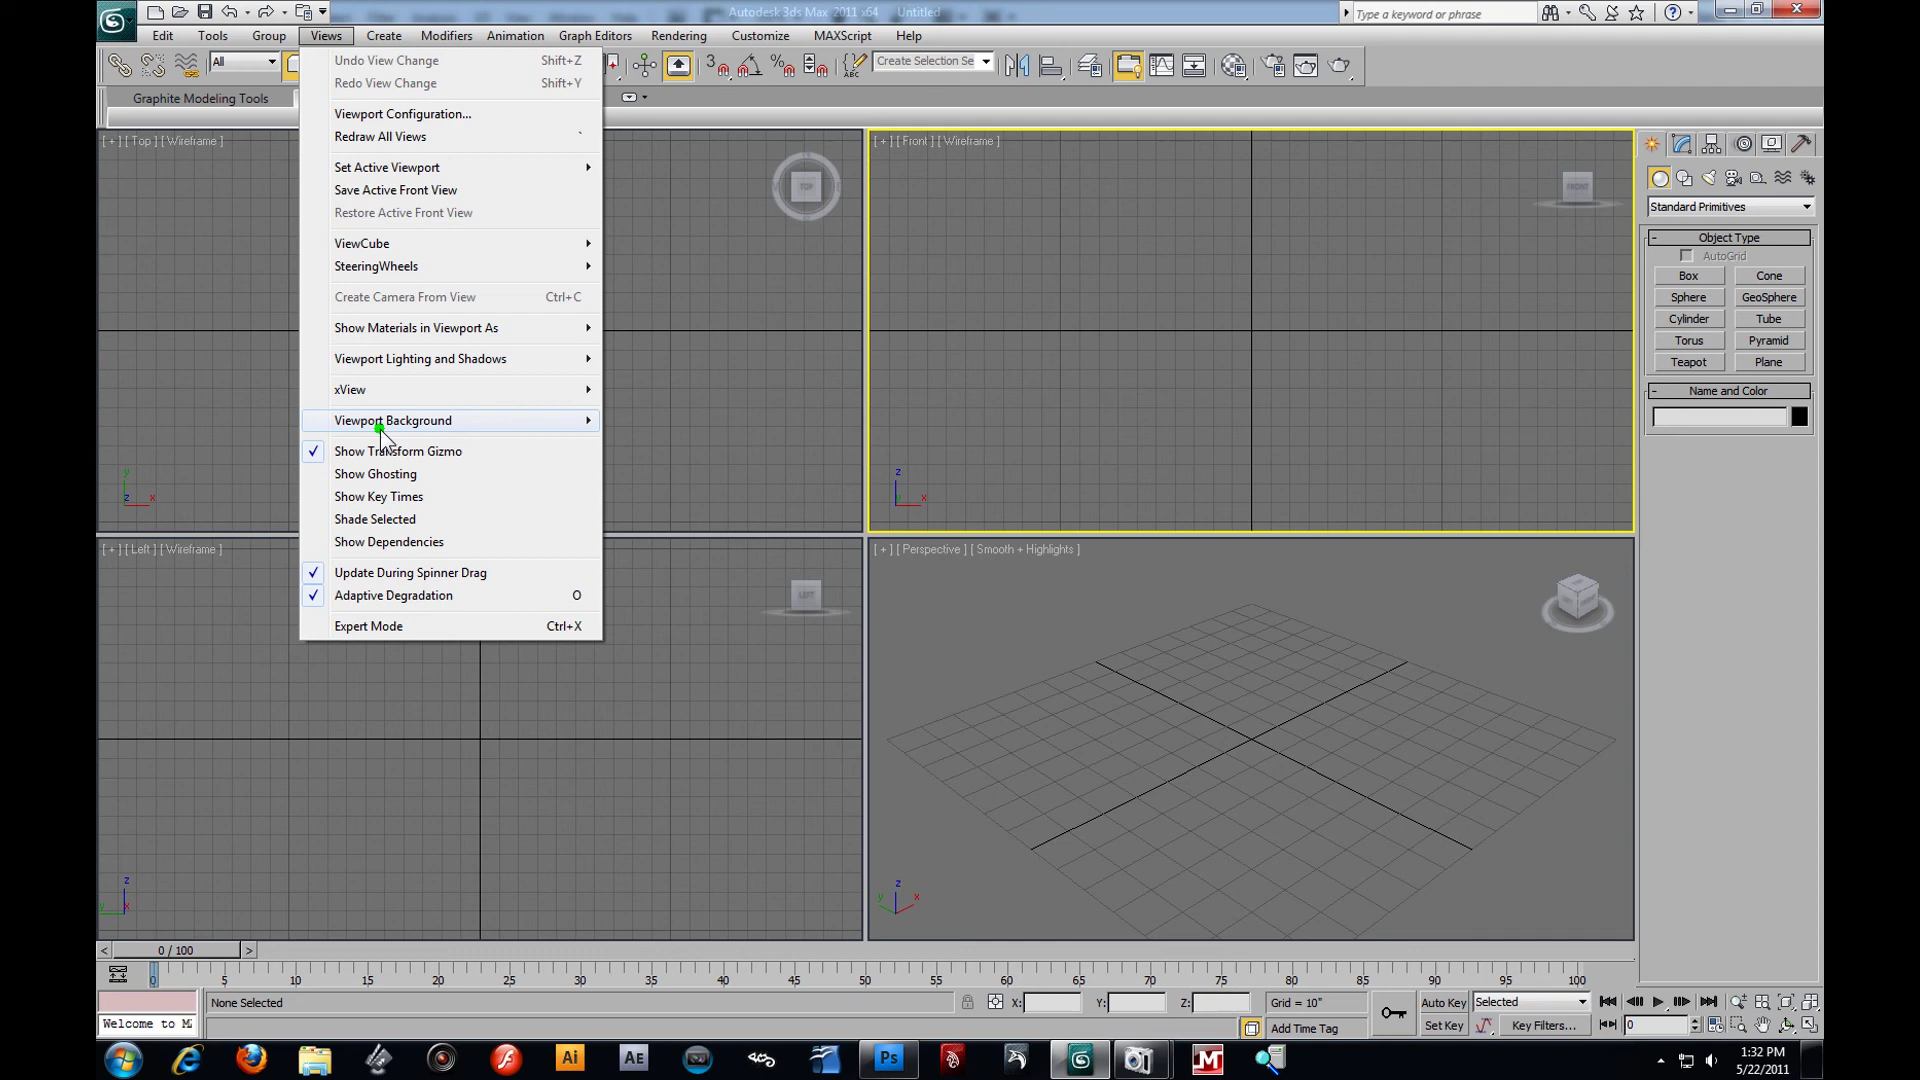 Autodesk 3ds Max 2011 x64 Untitled
Type a keyword or phrase
Edit Tools Group Views Create Modifiers Animation Graph Editors Rendering Customize MAXScript Help
All
3
ABC
Create Selection Se
Graphite Modeling Tools
Undo View Change Shift+Z
Redo View Change Shift+Y
Viewport Configuration...
Redraw All Views `
Set Active Viewport
Save Active Front View
Restore Active Front View
ViewCube
SteeringWheels
Create Camera From View Ctrl+C
Show Materials in Viewport As
Viewport Lighting and Shadows
xView
Viewport Background
Show Transform Gizmo
Show Ghosting
Show Key Times
Shade Selected
Show Dependencies
Update During Spinner Drag
Adaptive Degradation O
Expert Mode Ctrl+X
[ + ] [ Top ] [ Wireframe ]
TOP
y
z x
[ + ] [ Front ] [ Wireframe ]
FRONT
z
y x
[ + ] [ Left ] [ Wireframe ]
LEFT
z
y x
[ + ] [ Perspective ] [ Smooth + Highlights ]
z
y x
Standard Primitives
- Object Type
AutoGrid
Box Cone
Sphere GeoSphere
Cylinder Tube
Torus Pyramid
Teapot Plane
- Name and Color
< 0 / 100 >
0 5 10 15 20 25 30 35 40 45 50 55 60 65 70 75 80 85 90 95 100
None Selected X: Y: Z: Grid = 10" Auto Key Selected
Welcome to M Add Time Tag Set Key Key Filters... 0
Ai AE Ps M
1:32 PM
5/22/2011